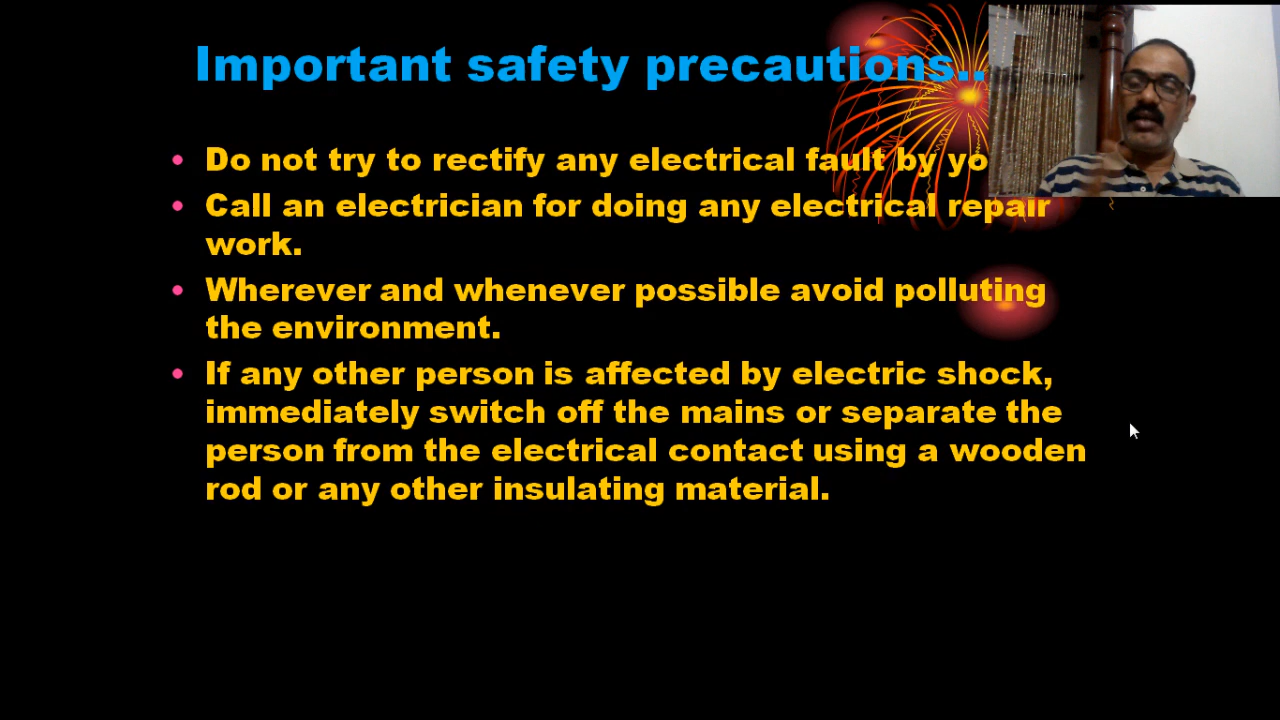 Important safety precautions..
Do not try to rectify any electrical fault by
Call an electrician for doing any electrical repair
work.
Wherever and whenever possible avoid polluting
the environment.
If any other person is affected by electric shock,
immediately switch off the mains or separate the
person from the electrical contact using a wooden
rod or any other insulating material.